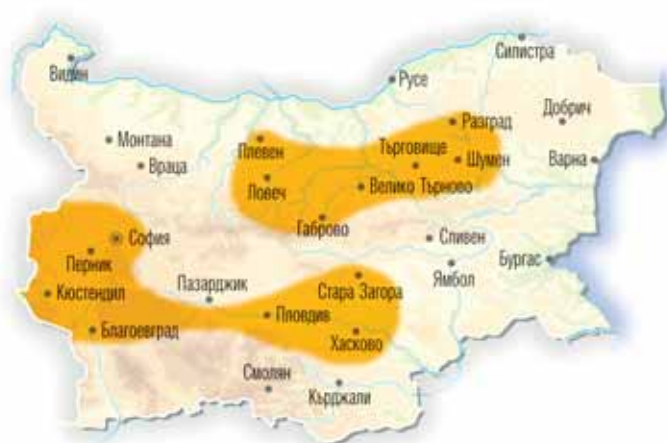 Силистра
Видин
Русе
Добрич
Разград
Монтана
Плевен
Търговище
Враца
Шумен
Варна
Ловеч
Велико Търново
Габрово
София
Сливен
Перник
Бургас
Ямбол
Кюстендил
Пазарджик
Стара Загора
Пловдив
Благоевград
Хасково
Смолян
Кърджали